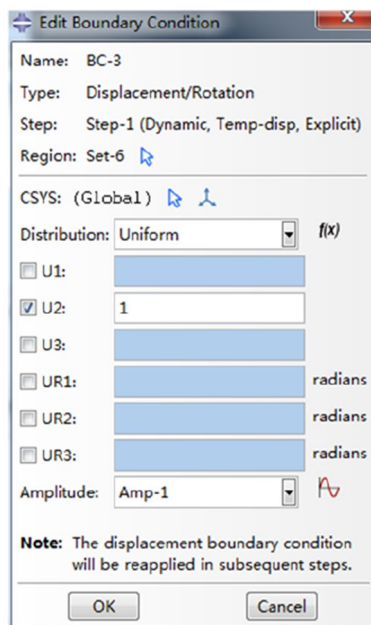 Edit Boundary Condition
Name: BC-3
Type: Displacement/Rotation
Step: Step-1 (Dynamic, Temp-disp, Explicit)
Region: Set-6
CSYS: (Global)
Distribution: Uniform f(x)
U1:
U2: 1
U3:
UR1: radians
UR2: radians
UR3: radians
Amplitude: Amp-1
Note: The displacement boundary condition
will be reapplied in subsequent steps.
OK Cancel